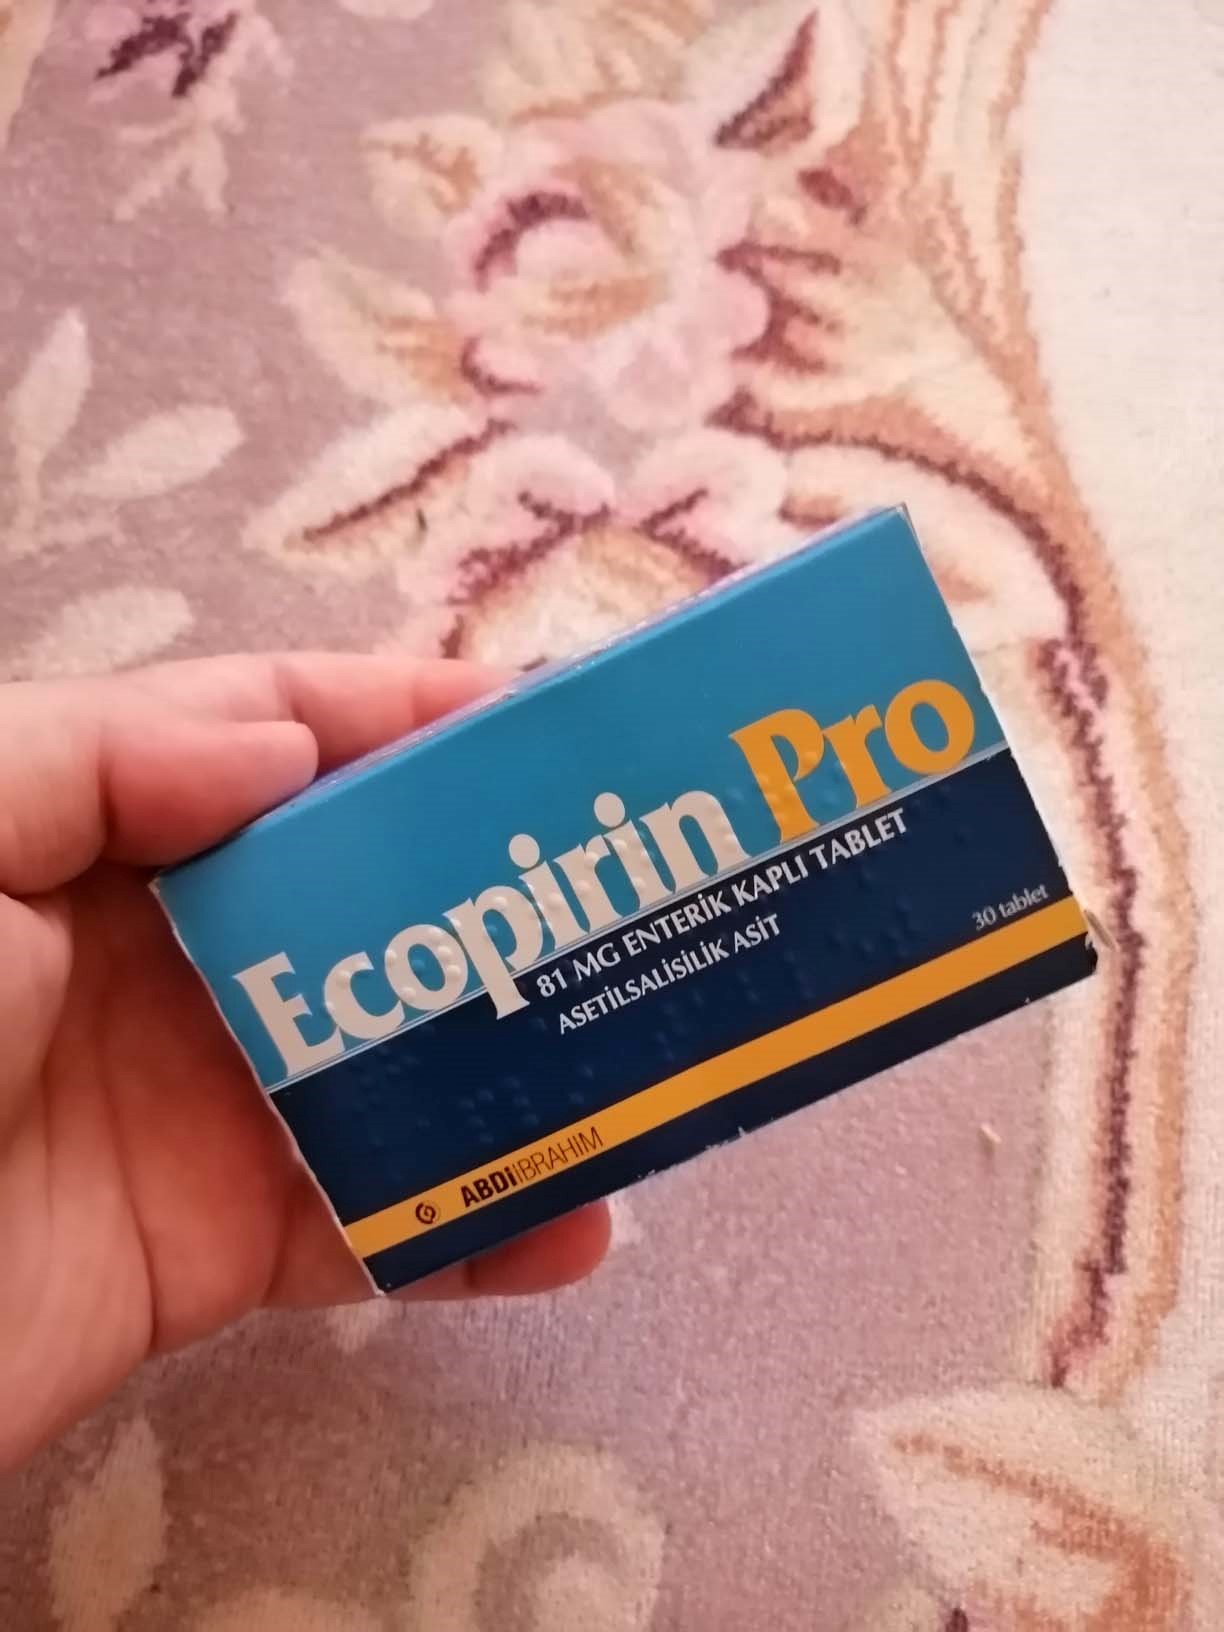 Ecopirin Pro
81 MG ENTERİK KAPLI TABLET
ASETİLSALİSİLİK ASİT
30 tablet
ABDİ İBRAHİM